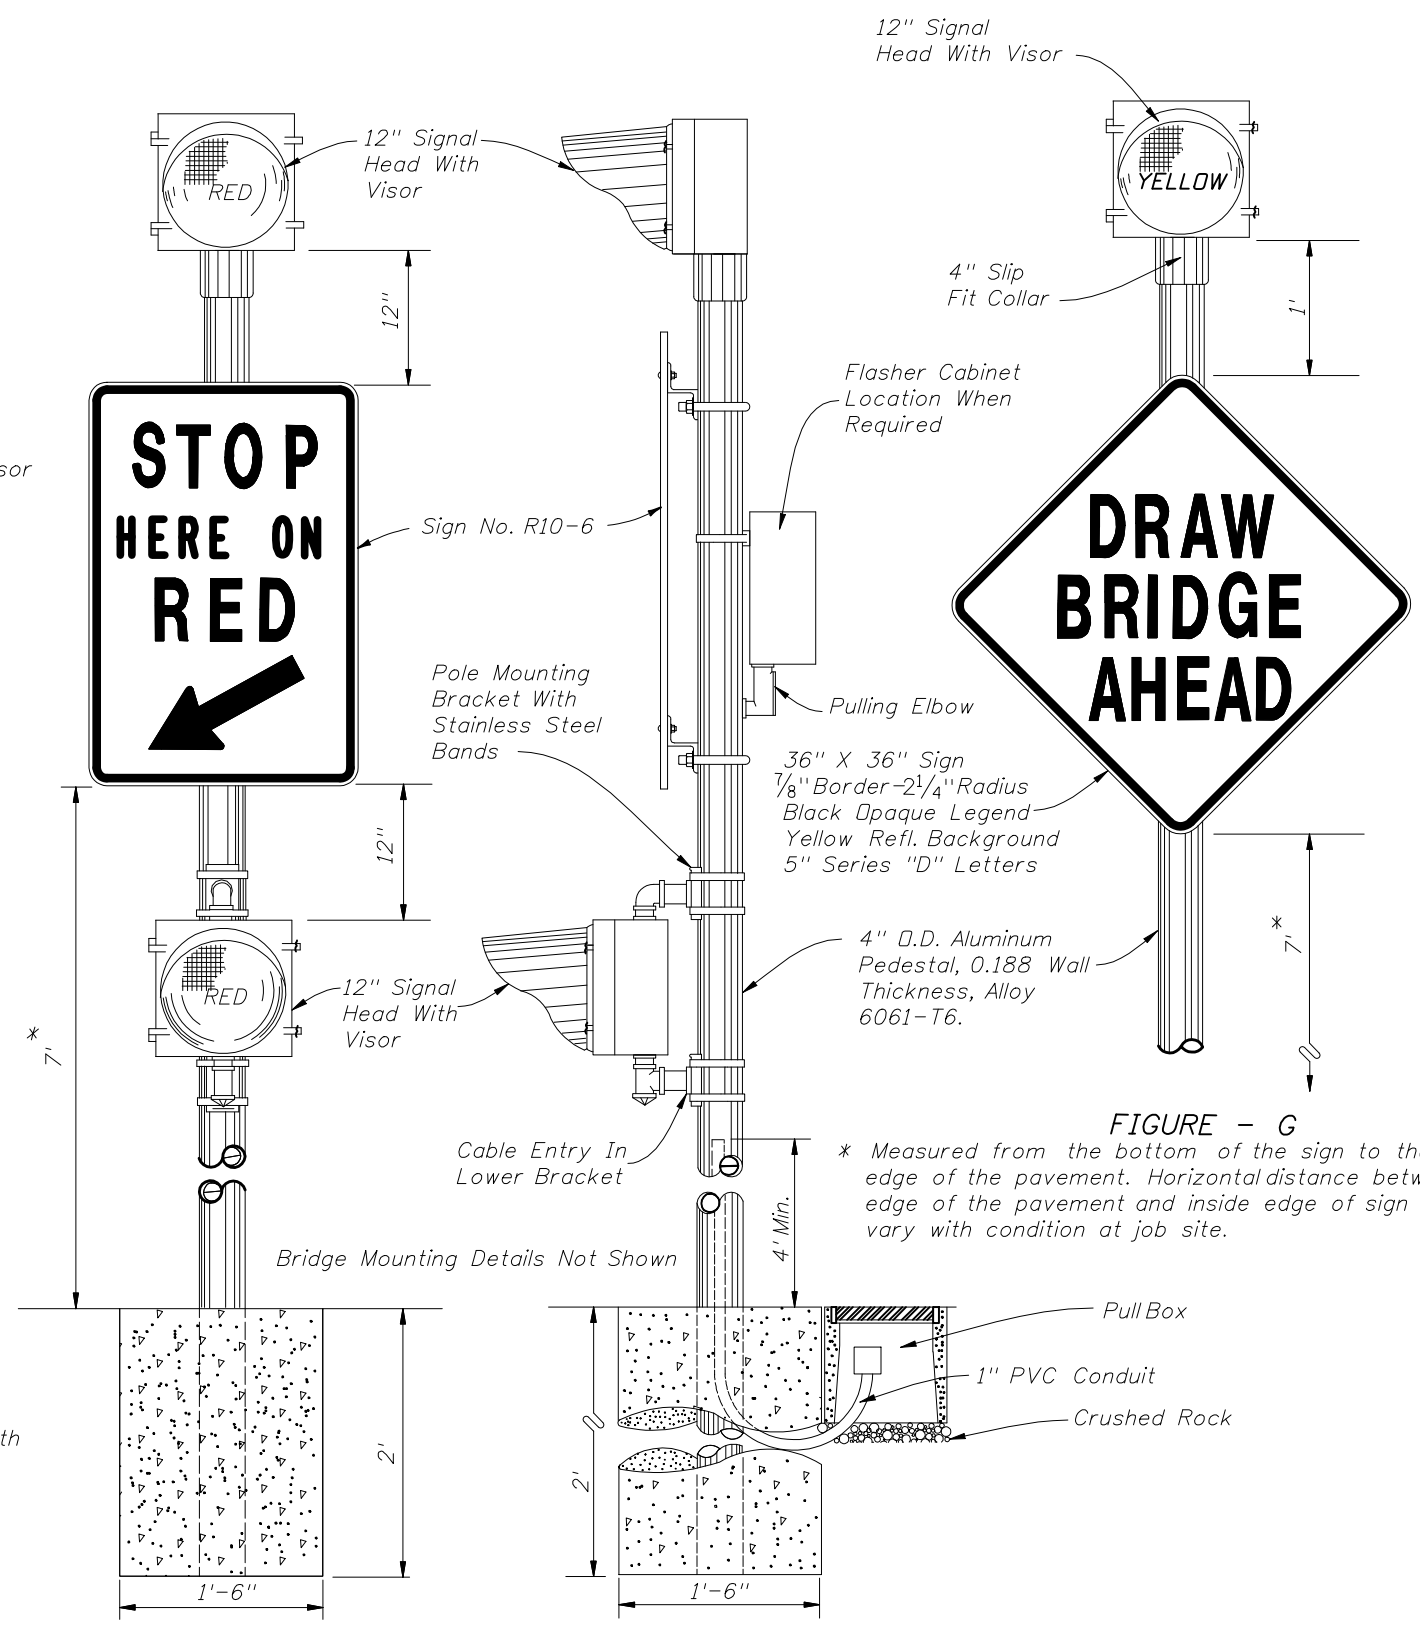 12" Signal
Head With Visor
12" Signal
Head With
Visor
RED
YELLOW
4" Slip
Fit Collar
12"
1'
Flasher Cabinet
Location When
Required
STOP
HERE ON
RED
Sign No. R10-6
DRAW
BRIDGE
AHEAD
Pole Mounting
Bracket With
Stainless Steel
Bands
Pulling Elbow
36" X 36" Sign
7/8" Border-2 1/4" Radius
Black Opaque Legend
Yellow Refl. Background
5" Series "D" Letters
12"
4" O.D. Aluminum
Pedestal, 0.188 Wall
Thickness, Alloy
6061-T6.
7' *
RED
12" Signal
Head With
Visor
7' *
FIGURE - G
* Measured from the bottom of the sign to
edge of the pavement. Horizontal distance
edge of the pavement and inside edge of sign
vary with condition at job site.
Cable Entry In
Lower Bracket
4' Min.
Bridge Mounting Details Not Shown
Pull Box
1" PVC Conduit
Crushed Rock
2'
2'
1'-6"
1'-6"